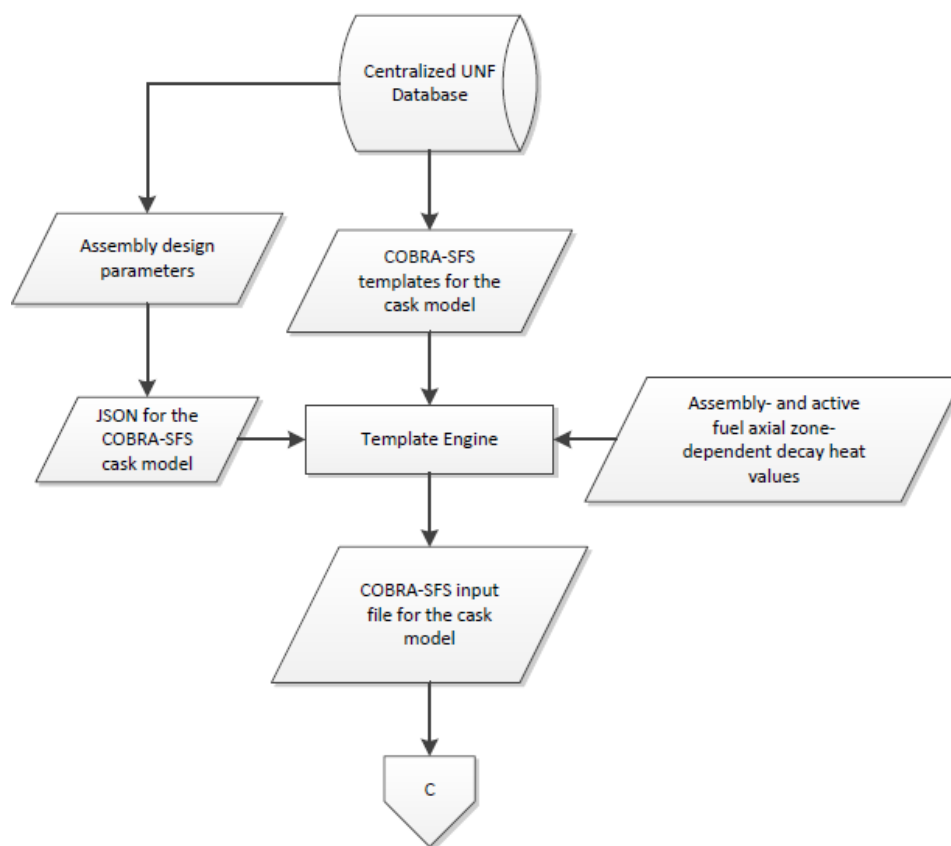 Centralized UNF
Database
Assembly design
parameters
COBRA-SFS
templates for the
cask model
JSON for the
COBRA-SFS
cask model
Template Engine
Assembly- and active
fuel axial zone-
dependent decay heat
values
COBRA-SFS input
file for the cask
model
C